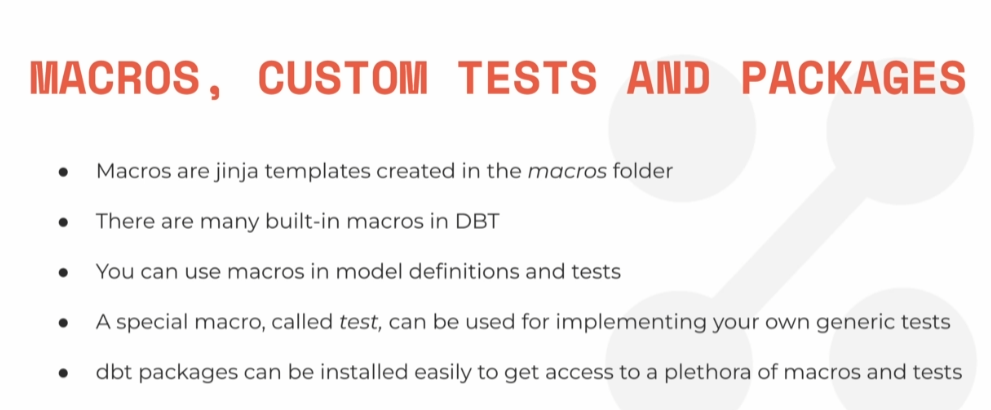 MACROS, CUSTOM TESTS AND PACKAGES
● Macros are jinja templates created in the macros folder
● There are many built-in macros in DBT
● You can use macros in model definitions and tests
● A special macro, called test, can be used for implementing your own generic tests
● dbt packages can be installed easily to get access to a plethora of macros and tests